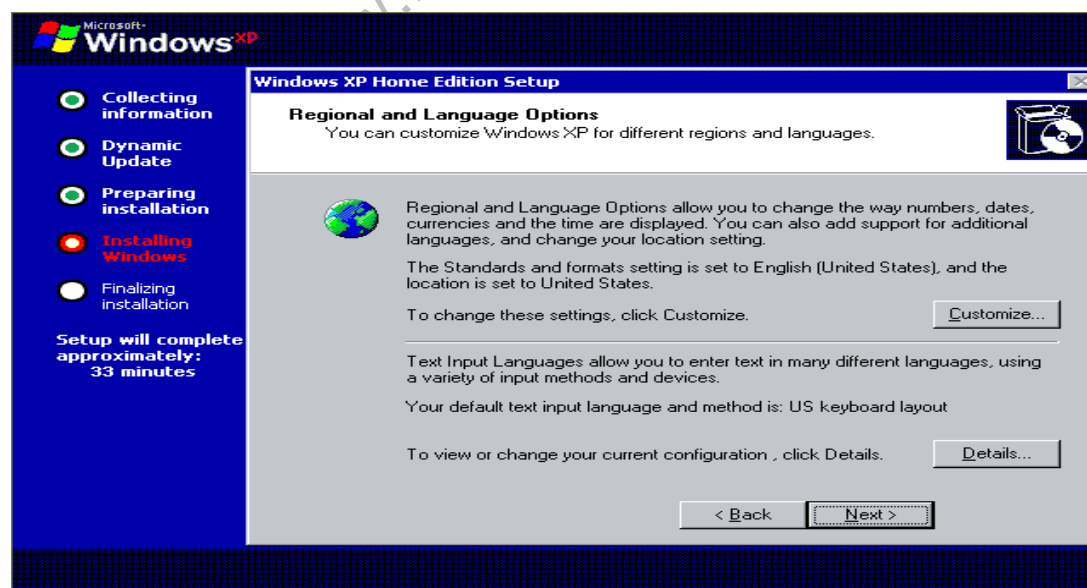 Microsoft
Windows xp
Collecting
information
Dynamic
Update
Preparing
installation
Installing
Windows
Finalizing
installation
Setup will complete
approximately:
33 minutes
Windows XP Home Edition Setup
Regional and Language Options
You can customize Windows XP for different regions and languages.
Regional and Language Options allow you to change the way numbers, dates,
currencies and the time are displayed. You can also add support for additional
languages, and change your location setting.
The Standards and formats setting is set to English (United States), and the
location is set to United States.
To change these settings, click Customize.
Customize...
Text Input Languages allow you to enter text in many different languages, using
a variety of input methods and devices.
Your default text input language and method is: US keyboard layout
To view or change your current configuration , click Details.
Details...
< Back
Next >